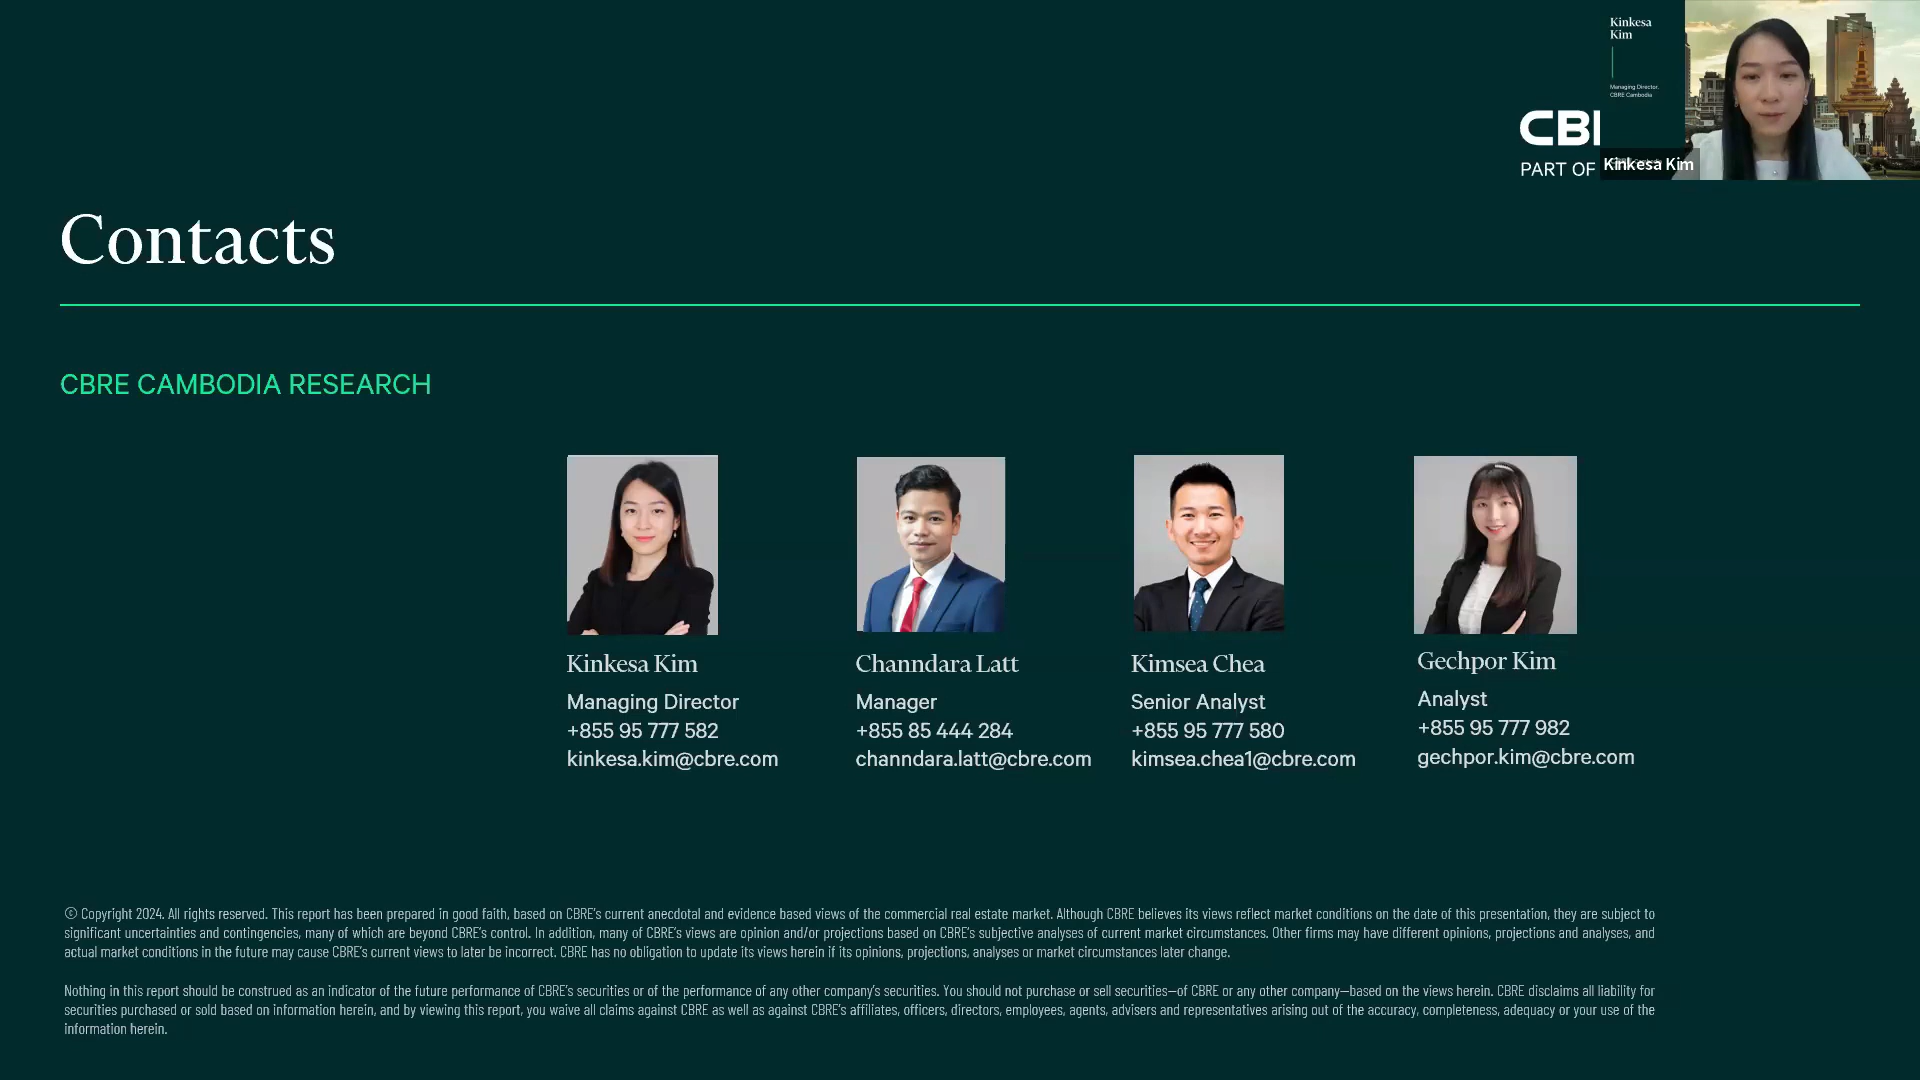 Kinkesa
Kim
Managing Director,
CBRE Cambodia
CBI
PART OF
Kinkesa Kim
Contacts
CBRE CAMBODIA RESEARCH
Kinkesa Kim
Managing Director
+855 95 777 582
kinkesa.kim@cbre.com
Channdara Latt
Manager
+855 85 444 284
channdara.latt@cbre.com
Kimsea Chea
Senior Analyst
+855 95 777 580
kimsea.chea1@cbre.com
Gechpor Kim
Analyst
+855 95 777 982
gechpor.kim@cbre.com
© Copyright 2024. All rights reserved. This report has been prepared in good faith, based on CBRE's current anecdotal and evidence based views of the commercial real estate market. Although CBRE believes its views reflect market conditions on the date of this presentation, they are subject to
significant uncertainties and contingencies, many of which are beyond CBRE's control. In addition, many of CBRE's views are opinion and/or projections based on CBRE's subjective analyses of current market circumstances. Other firms may have different opinions, projections and analyses, and
actual market conditions in the future may cause CBRE's current views to later be incorrect. CBRE has no obligation to update its views herein if its opinions, projections, analyses or market circumstances later change.
Nothing in this report should be construed as an indicator of the future performance of CBRE's securities or of the performance of any other company's securities. You should not purchase or sell securities—of CBRE or any other company—based on the views herein. CBRE disclaims all liability for
securities purchased or sold based on information herein, and by viewing this report, you waive all claims against CBRE as well as against CBRE's affiliates, officers, directors, employees, agents, advisers and representatives arising out of the accuracy, completeness, adequacy or your use of the
information herein.